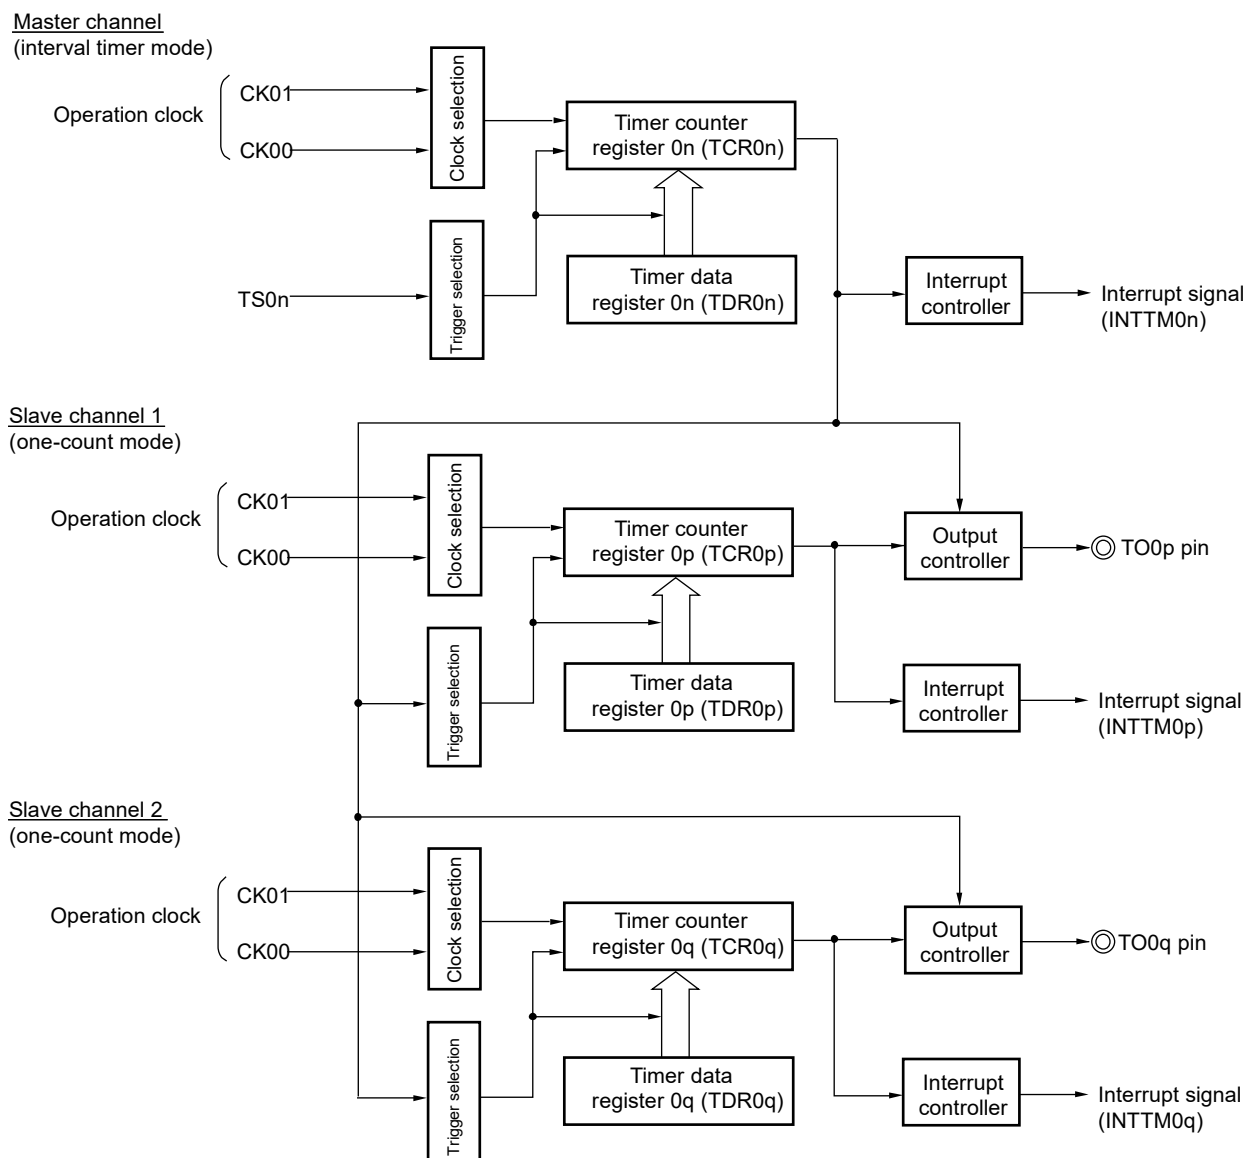 Master channel
(interval timer mode)
Operation clock
CK01
CK00
Clock selection
Timer counter
register 0n (TCR0n)
TS0n
Trigger selection
Timer data
register 0n (TDR0n)
Interrupt
controller
Interrupt signal
(INTTM0n)
Slave channel 1
(one-count mode)
Operation clock
CK01
CK00
Clock selection
Timer counter
register 0p (TCR0p)
Output
controller
TO0p pin
Trigger selection
Timer data
register 0p (TDR0p)
Interrupt
controller
Interrupt signal
(INTTM0p)
Slave channel 2
(one-count mode)
Operation clock
CK01
CK00
Clock selection
Timer counter
register 0q (TCR0q)
Output
controller
TO0q pin
Trigger selection
Timer data
register 0q (TDR0q)
Interrupt
controller
Interrupt signal
(INTTM0q)